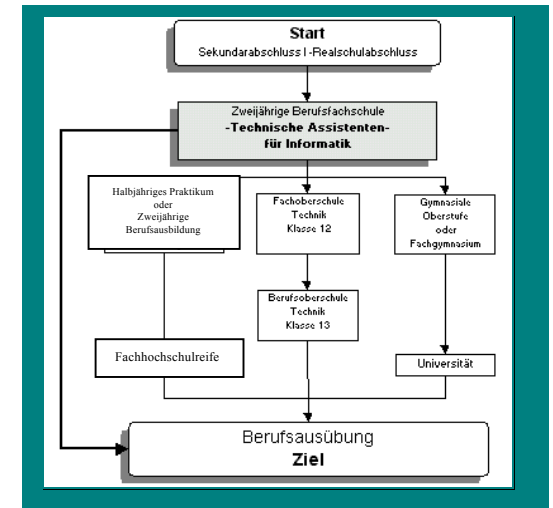 Start
Sekundarabschluss I -Realschulabschluss
Zweijährige Berufsfachschule
-Technische Assistenten-
für Informatik
Halbjähriges Praktikum
oder
Zweijährige
Berufsausbildung
Fachoberschule
Technik
Klasse 12
Gymnasiale
Oberstufe
oder
Fachgymnasium
Berufsoberschule
Technik
Klasse 13
Fachhochschulreife
Universität
Berufsausübung
Ziel